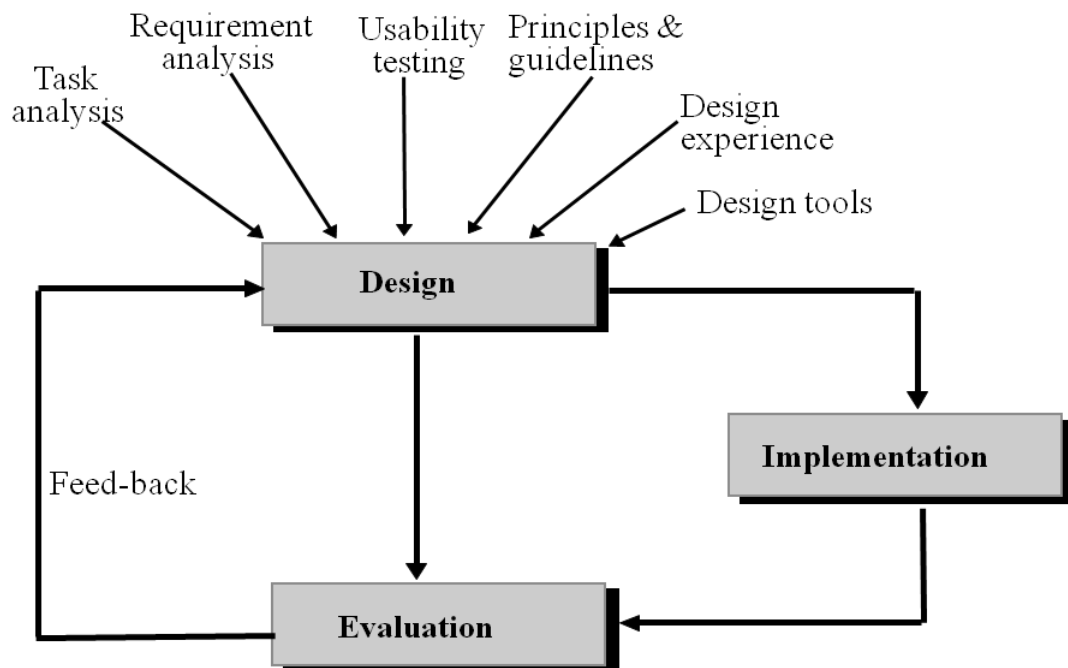 Requirement
analysis
Usability
testing
Principles &
guidelines
Task
analysis
Design
experience
Design tools
Design
Implementation
Feed-back
Evaluation